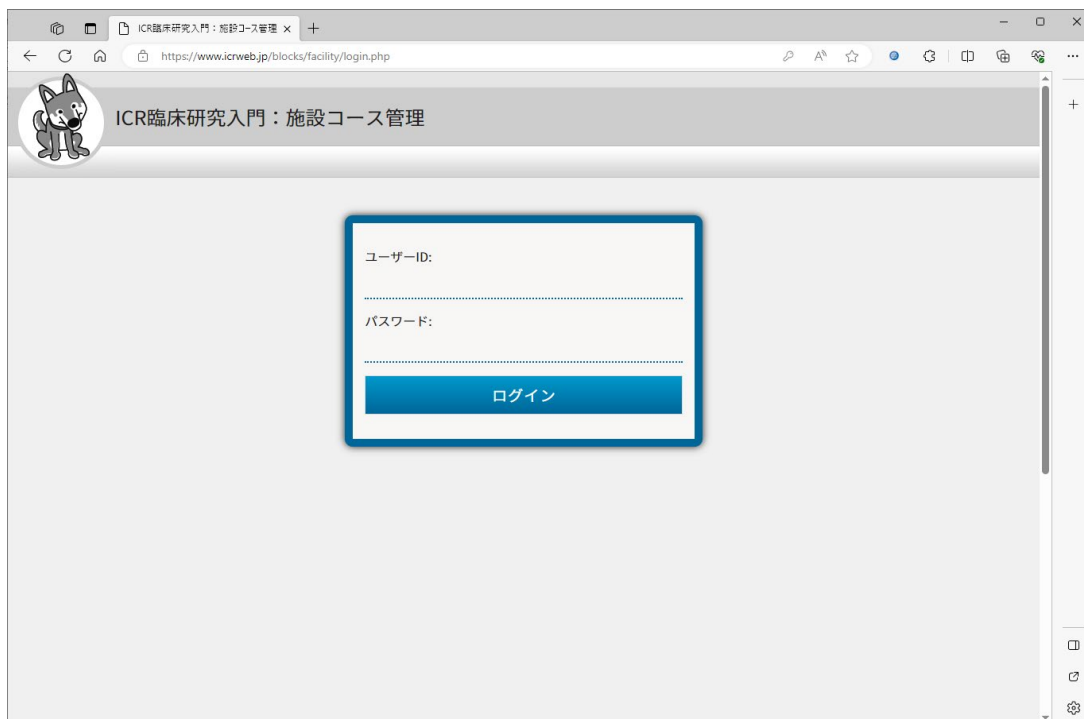 ICR臨床研究入門：施設コース管理
https://www.icrweb.jp/blocks/facility/login.php
ICR臨床研究入門：施設コース管理
ユーザーID:
パスワード:
ログイン